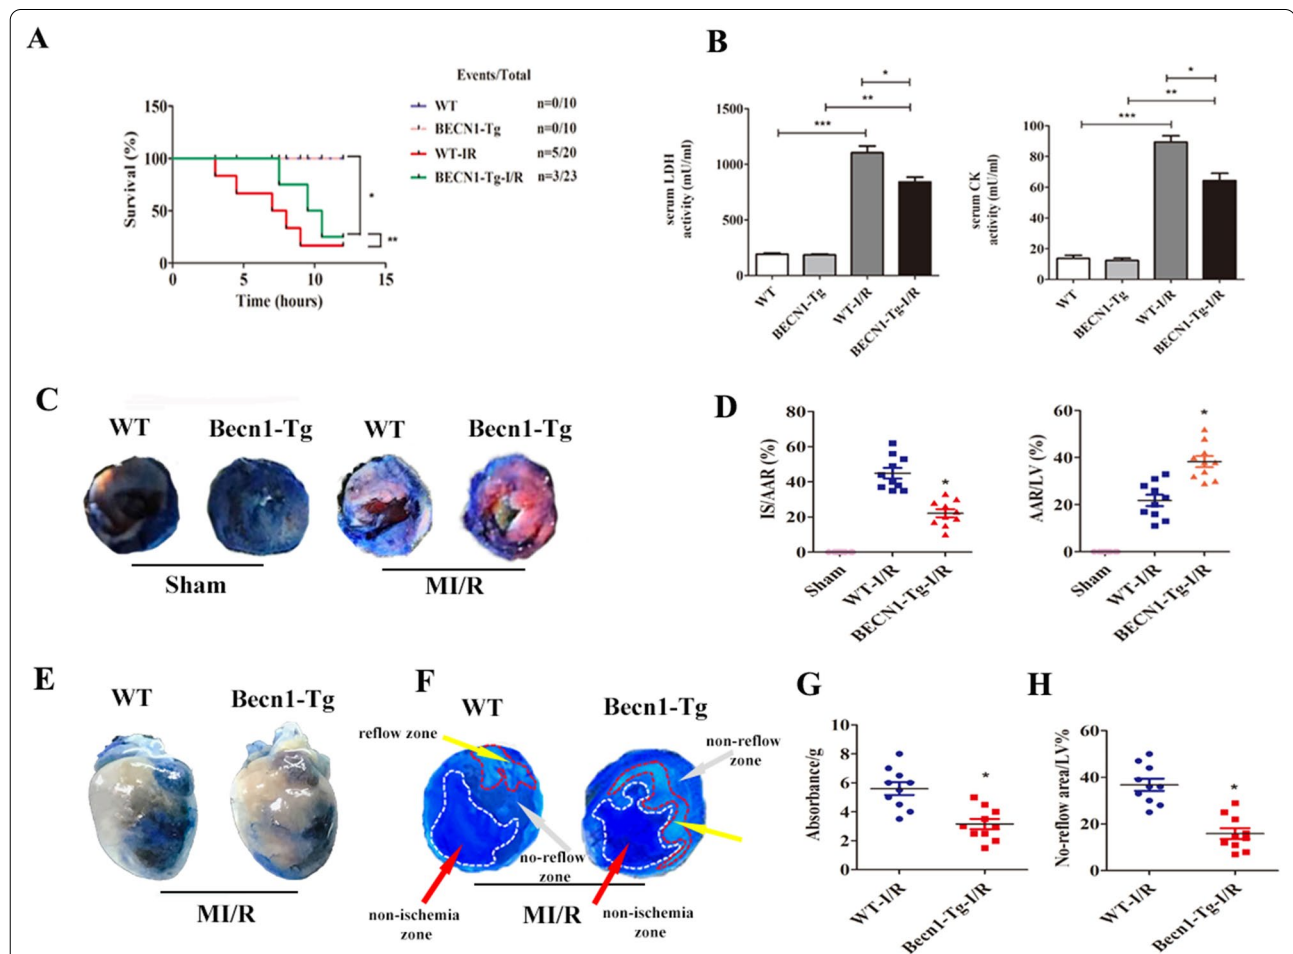 A
Events/Total
WT n=0/10
BECN1-Tg n=0/10
WT-IR n=5/20
BECN1-Tg-I/R n=3/23
Survival (%)
150
100
50
0
0 5 10 15
Time (hours)
*
**
B
*
**
***
serum LDH
activity (mU/ml)
1500
1000
500
0
WT
BECN1-Tg
WT-I/R
BECN1-Tg-I/R
*
**
***
serum CK
activity (mU/ml)
100
80
60
40
20
0
WT
BECN1-Tg
WT-I/R
BECN1-Tg-I/R
C
WT Becn1-Tg WT Becn1-Tg
Sham MI/R
D
IS/AAR (%)
80
60
40
20
0
*
Sham
WT-I/R
BECN1-Tg-I/R
AAR/LV (%)
60
40
20
0
*
Sham
WT-I/R
BECN1-Tg-I/R
E
WT Becn1-Tg
MI/R
F
WT Becn1-Tg
reflow zone
non-reflow
zone
no-reflow
zone
non-ischemia
zone
MI/R
non-ischemia
zone
G
Absorbance/g
10
8
6
4
2
0
*
WT-I/R
Becn1-Tg-I/R
H
No-reflow area/LV%
60
40
20
0
*
WT-I/R
Becn1-Tg-I/R